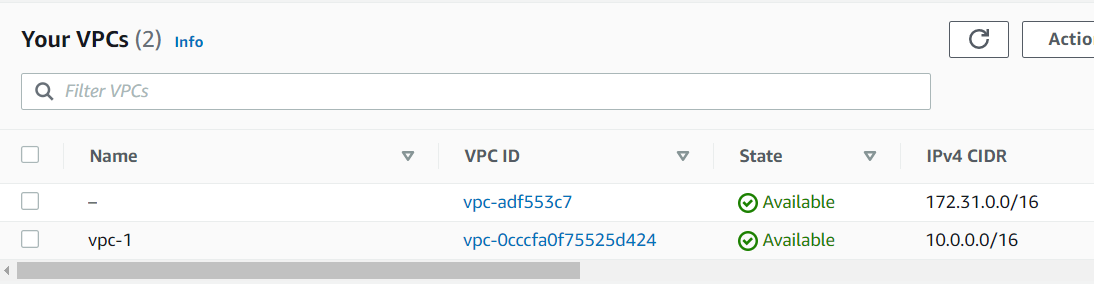 Your VPCs (2) Info
Actio
Filter VPCs
Name VPC ID State IPv4 CIDR
– vpc-adf553c7 Available 172.31.0.0/16
vpc-1 vpc-0cccfa0f75525d424 Available 10.0.0.0/16